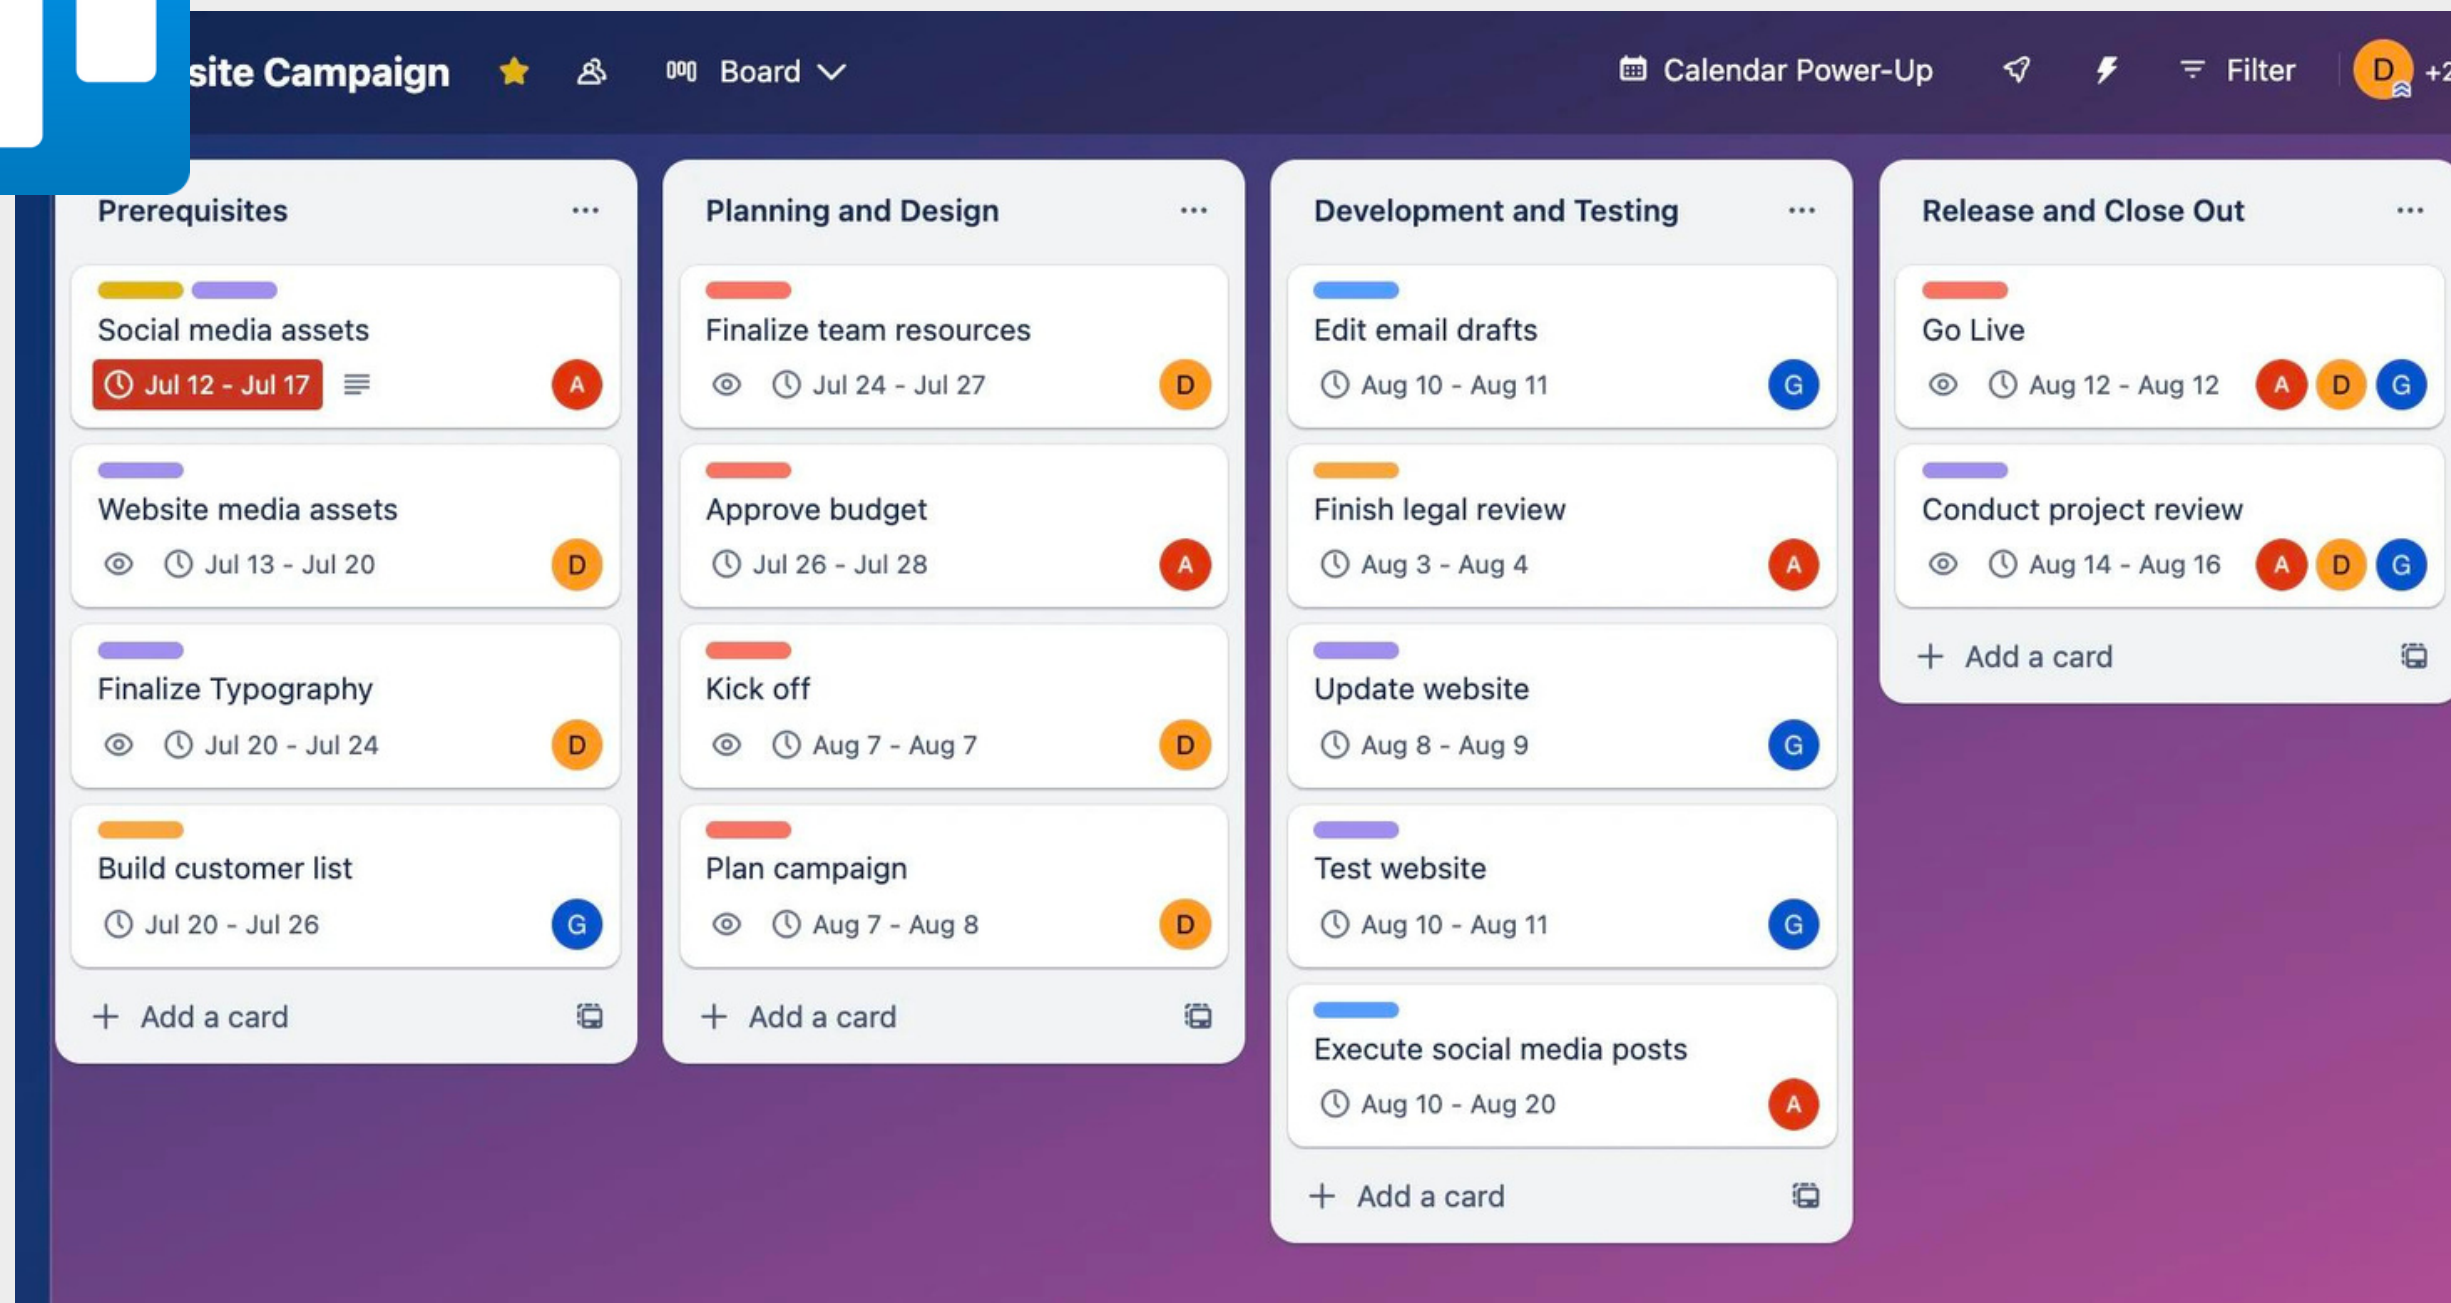 site Campaign
Board
Calendar Power-Up
Filter
D
+2
Prerequisites
Social media assets
Jul 12 - Jul 17
A
Website media assets
Jul 13 - Jul 20
D
Finalize Typography
Jul 20 - Jul 24
D
Build customer list
Jul 20 - Jul 26
G
Add a card
Planning and Design
Finalize team resources
Jul 24 - Jul 27
D
Approve budget
Jul 26 - Jul 28
A
Kick off
Aug 7 - Aug 7
D
Plan campaign
Aug 7 - Aug 8
D
Add a card
Development and Testing
Edit email drafts
Aug 10 - Aug 11
G
Finish legal review
Aug 3 - Aug 4
A
Update website
Aug 8 - Aug 9
G
Test website
Aug 10 - Aug 11
G
Execute social media posts
Aug 10 - Aug 20
A
Add a card
Release and Close Out
Go Live
Aug 12 - Aug 12
A D G
Conduct project review
Aug 14 - Aug 16
A D G
Add a card